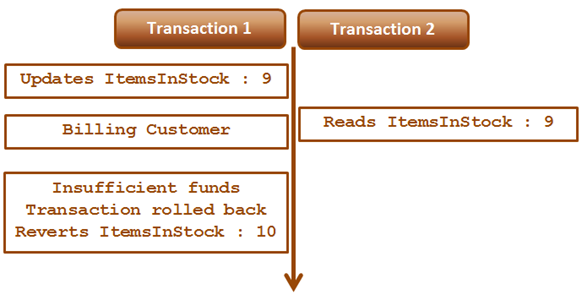 Transaction 1
Transaction 2
Updates ItemsInStock : 9
Billing Customer
Reads ItemsInStock : 9
Insufficient funds
Transaction rolled back
Reverts ItemsInStock : 10